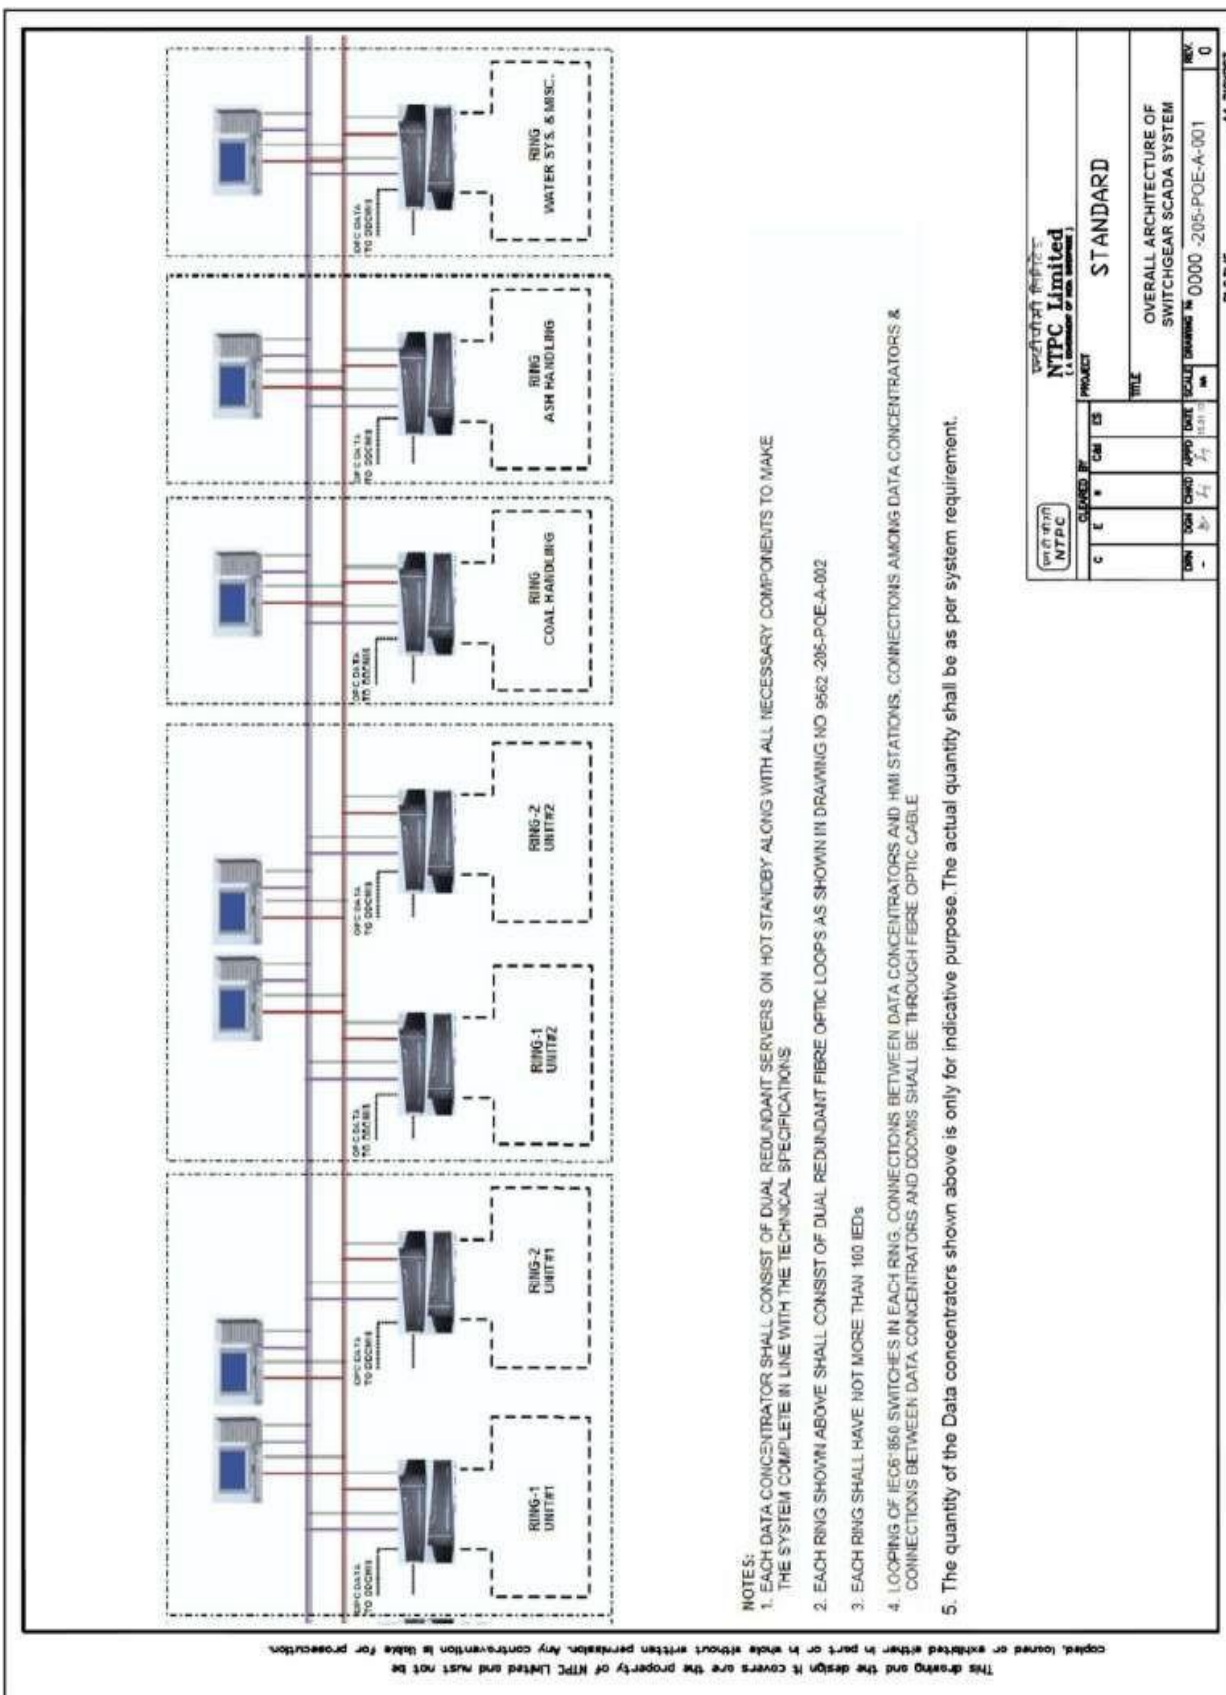 OPC DATA
TO DDCMIS
RING-1
UNIT#1
OPC DATA
TO DDCMIS
RING-2
UNIT#1
OPC DATA
TO DDCMIS
RING-1
UNIT#2
OPC DATA
TO DDCMIS
RING-2
UNIT#2
OPC DATA
TO DDCMIS
RING
COAL HANDLING
OPC DATA
TO DDCMIS
RING
ASH HANDLING
OPC DATA
TO DDCMIS
RING
WATER SYS. & MISC.
NOTES:
1. EACH DATA CONCENTRATOR SHALL CONSIST OF DUAL REDUNDANT SERVERS ON HOT STANDBY ALONG WITH ALL NECESSARY COMPONENTS TO MAKE
THE SYSTEM COMPLETE IN LINE WITH THE TECHNICAL SPECIFICATIONS
2. EACH RING SHOWN ABOVE SHALL CONSIST OF DUAL REDUNDANT FIBRE OPTIC LOOPS AS SHOWN IN DRAWING NO 9562 -205-POE-A-002
3. EACH RING SHALL HAVE NOT MORE THAN 100 IEDs
4. LOOPING OF IEC61850 SWITCHES IN EACH RING, CONNECTIONS BETWEEN DATA CONCENTRATORS AND HMI STATIONS, CONNECTIONS AMONG DATA CONCENTRATORS &
CONNECTIONS BETWEEN DATA CONCENTRATORS AND DDCMIS SHALL BE THROUGH FIBRE OPTIC CABLE
5. The quantity of the Data concentrators shown above is only for indicative purpose.The actual quantity shall be as per system requirement.
एनटीपीसी
NTPC
एनटीपीसी लिमिटेड
NTPC Limited
( A GOVERNMENT OF INDIA ENTERPRISE )
CLEARED BY
C E M C&I ES
PROJECT
STANDARD
TITLE
OVERALL ARCHITECTURE OF
SWITCHGEAR SCADA SYSTEM
DRN DGN CHKD APPD DATE SCALE DRAWING № 0000 -205-POE-A-001 REV.
- NA 0
This drawing and the design it covers are the property of NTPC Limited and must not be
copied, loaned or exhibited either in part or in whole without written permission. Any contravention is liable for prosecution.